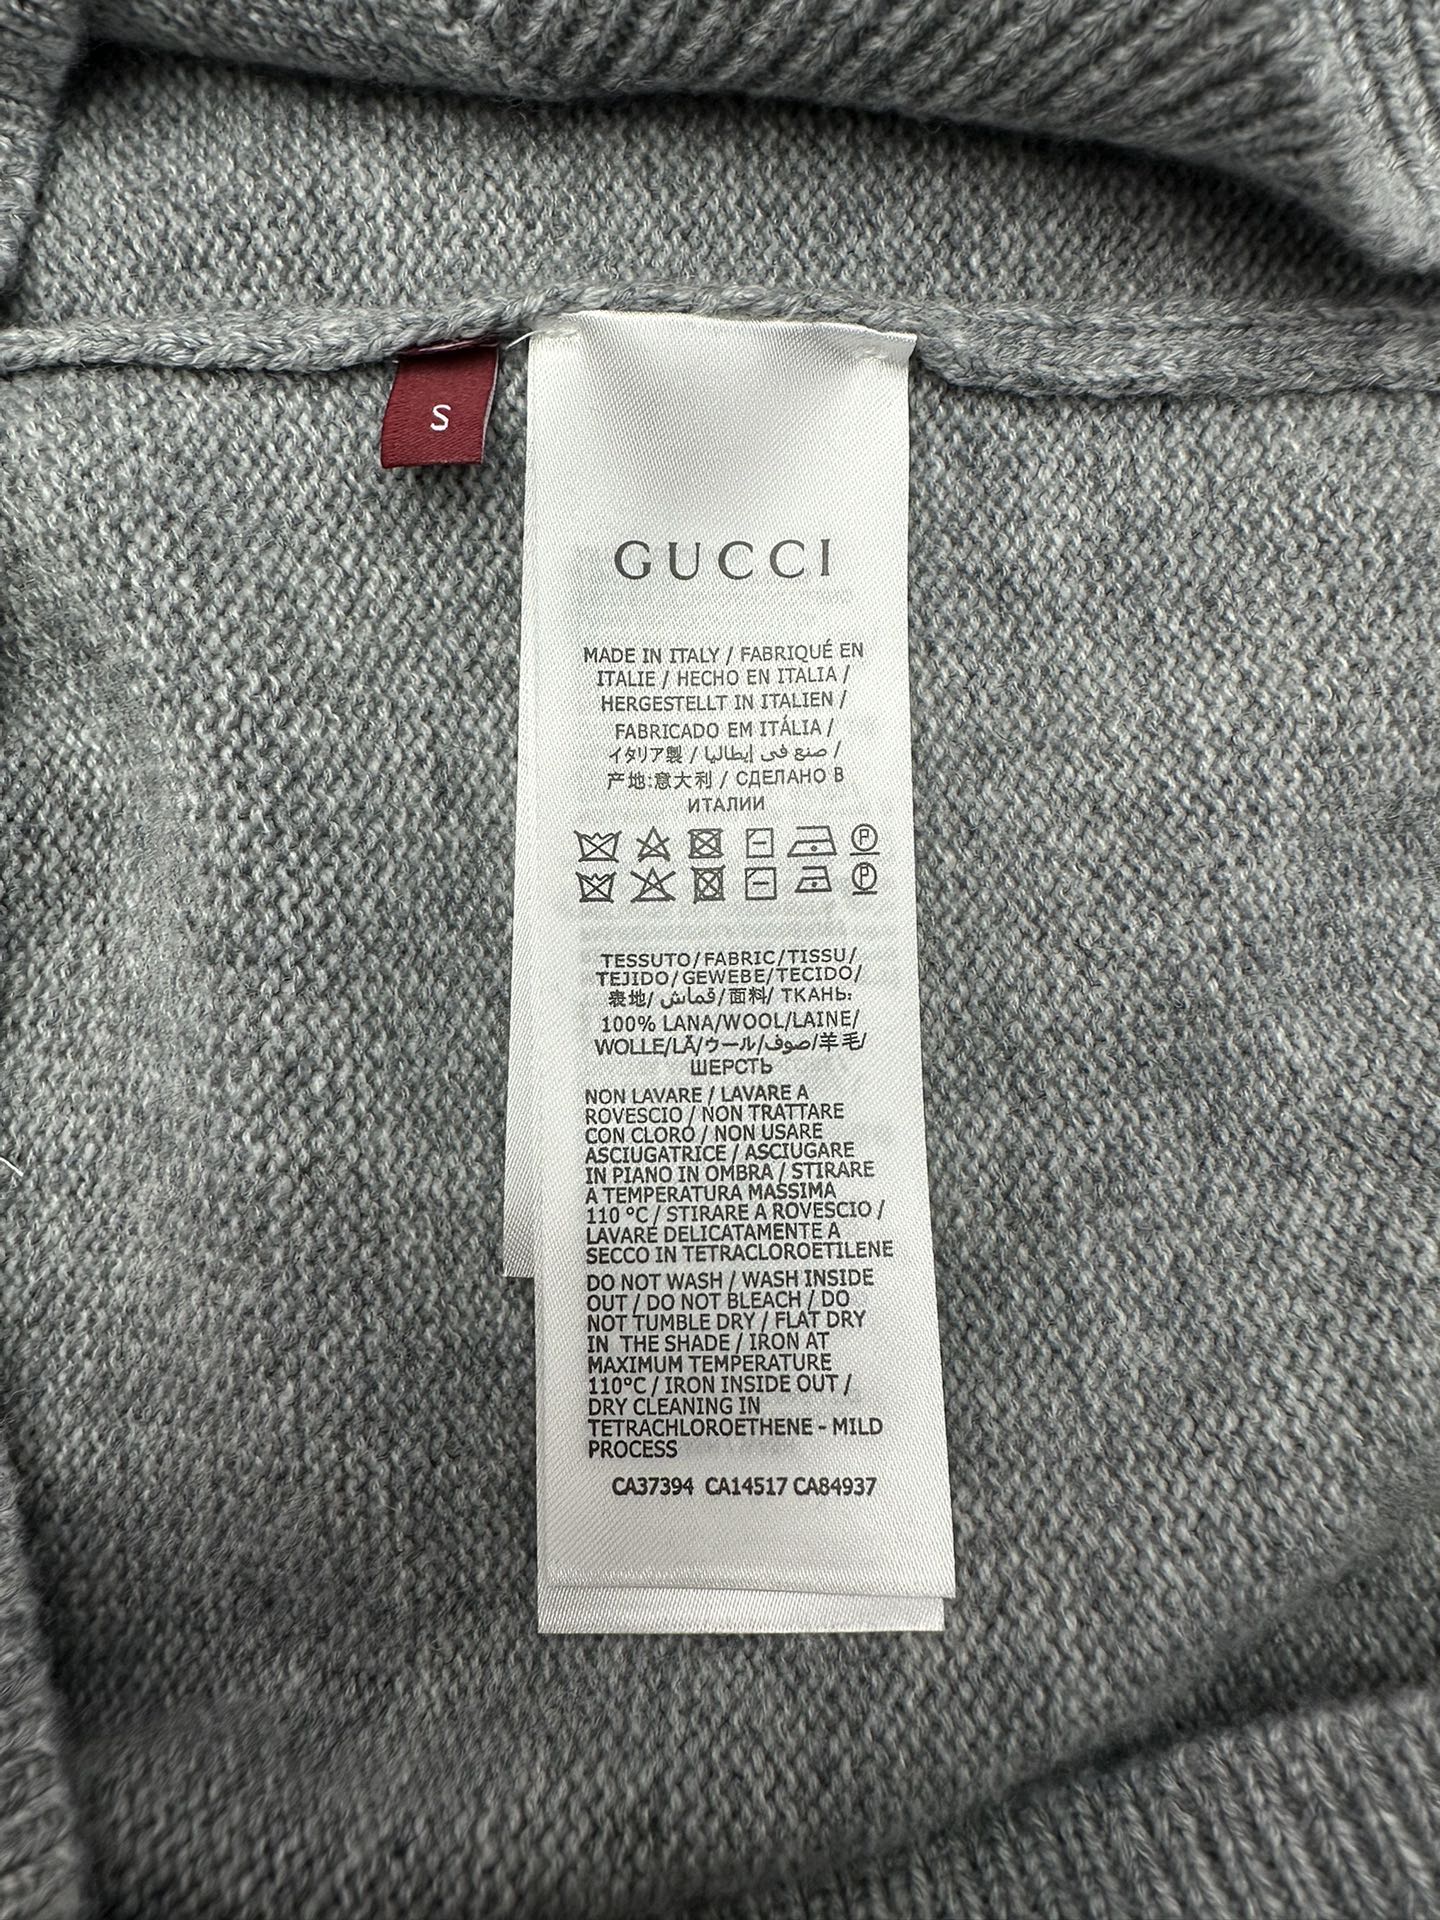 S
GUCCI
MADE IN ITALY / FABRIQUÉ EN
ITALIE / HECHO EN ITALIA /
HERGESTELLT IN ITALIEN /
FABRICADO EM ITÁLIA /
イタリア製 / صنع في إيطاليا /
产地:意大利 / СДЕЛАНО В
ИТАЛИИ
P
P
TESSUTO/FABRIC/TISSU/
TEJIDO/GEWEBE/TECIDO/
表地/ قماش/面料/ ТКАНЬ:
100% LANA/WOOL/LAINE/
WOLLE/LÃ/ウール/صوف/羊毛/
ШЕРСТЬ
NON LAVARE / LAVARE A
ROVESCIO / NON TRATTARE
CON CLORO / NON USARE
ASCIUGATRICE / ASCIUGARE
IN PIANO IN OMBRA / STIRARE
A TEMPERATURA MASSIMA
110 °C / STIRARE A ROVESCIO /
LAVARE DELICATAMENTE A
SECCO IN TETRACLOROETILENE
DO NOT WASH / WASH INSIDE
OUT / DO NOT BLEACH / DO
NOT TUMBLE DRY / FLAT DRY
IN THE SHADE / IRON AT
MAXIMUM TEMPERATURE
110°C / IRON INSIDE OUT /
DRY CLEANING IN
TETRACHLOROETHENE - MILD
PROCESS
CA37394 CA14517 CA84937